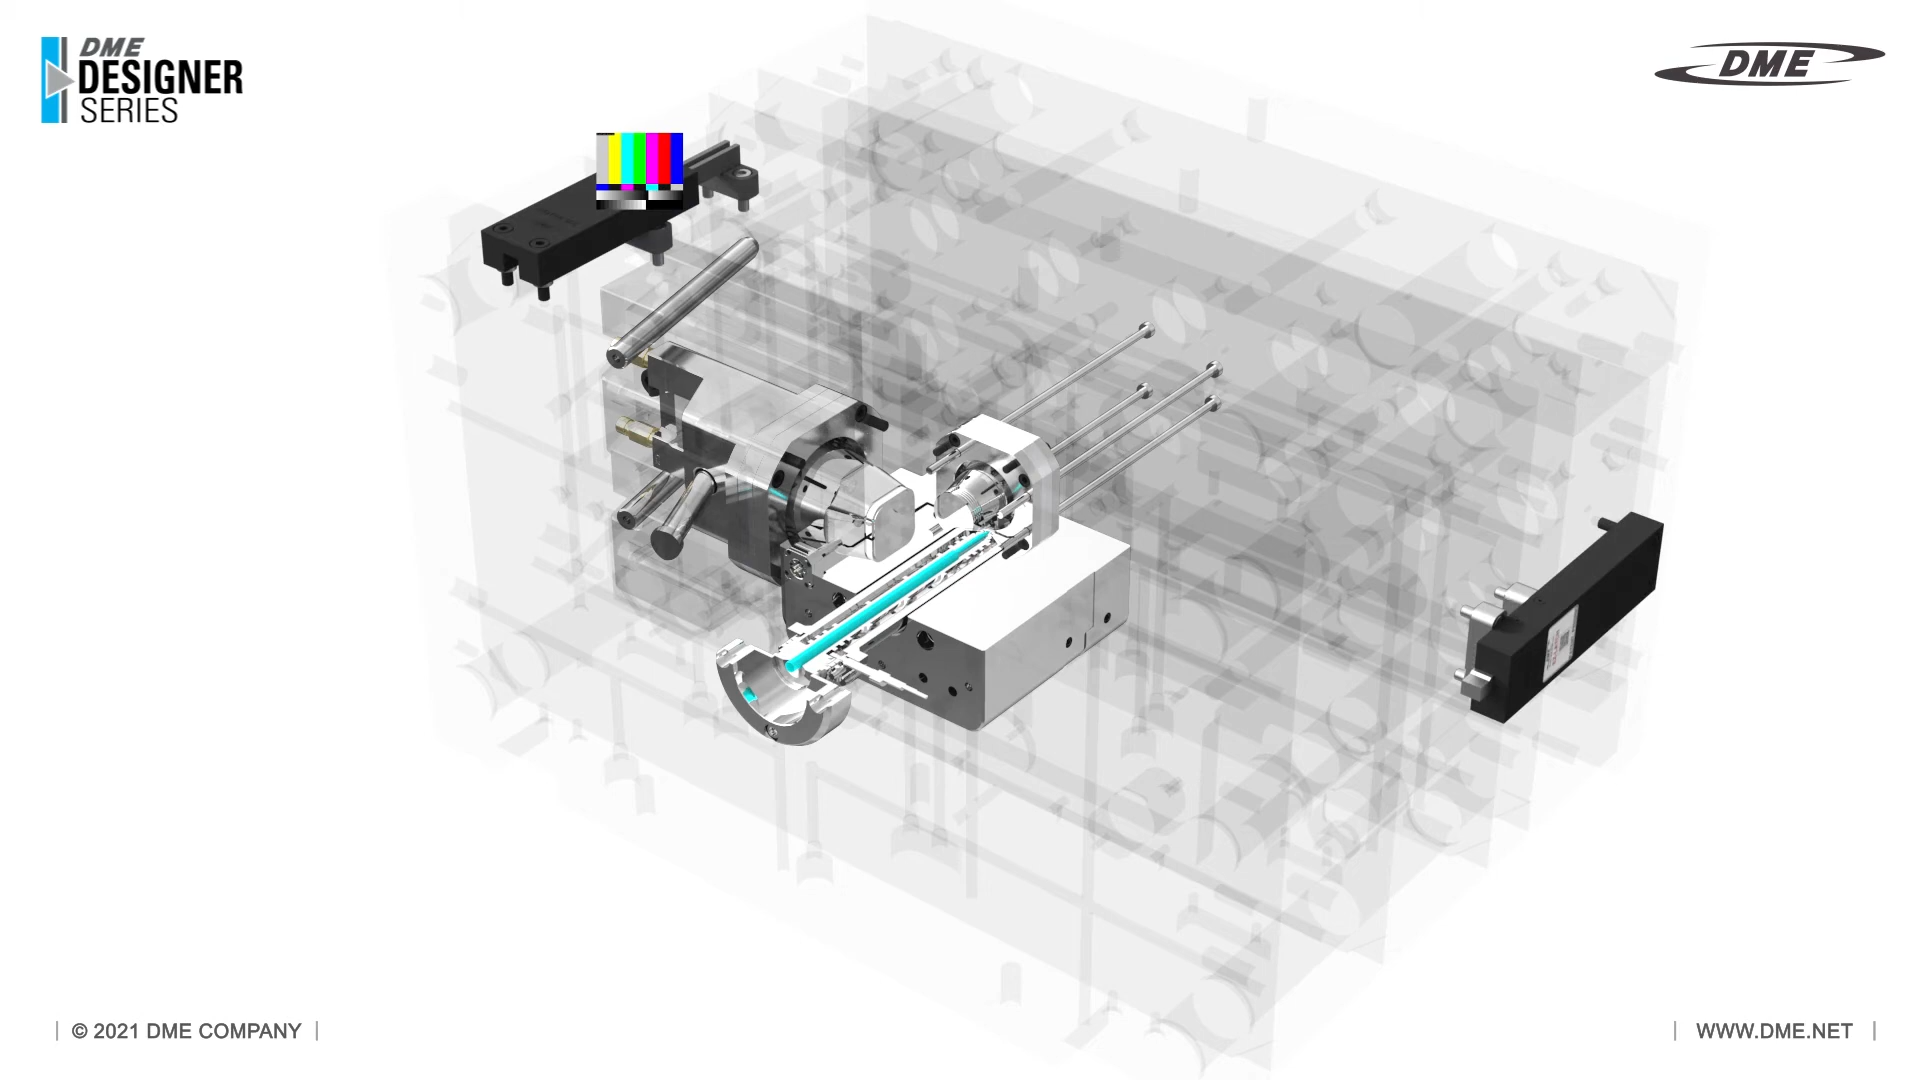 DME
DESIGNER
SERIES
DME
© 2021 DME COMPANY
WWW.DME.NET